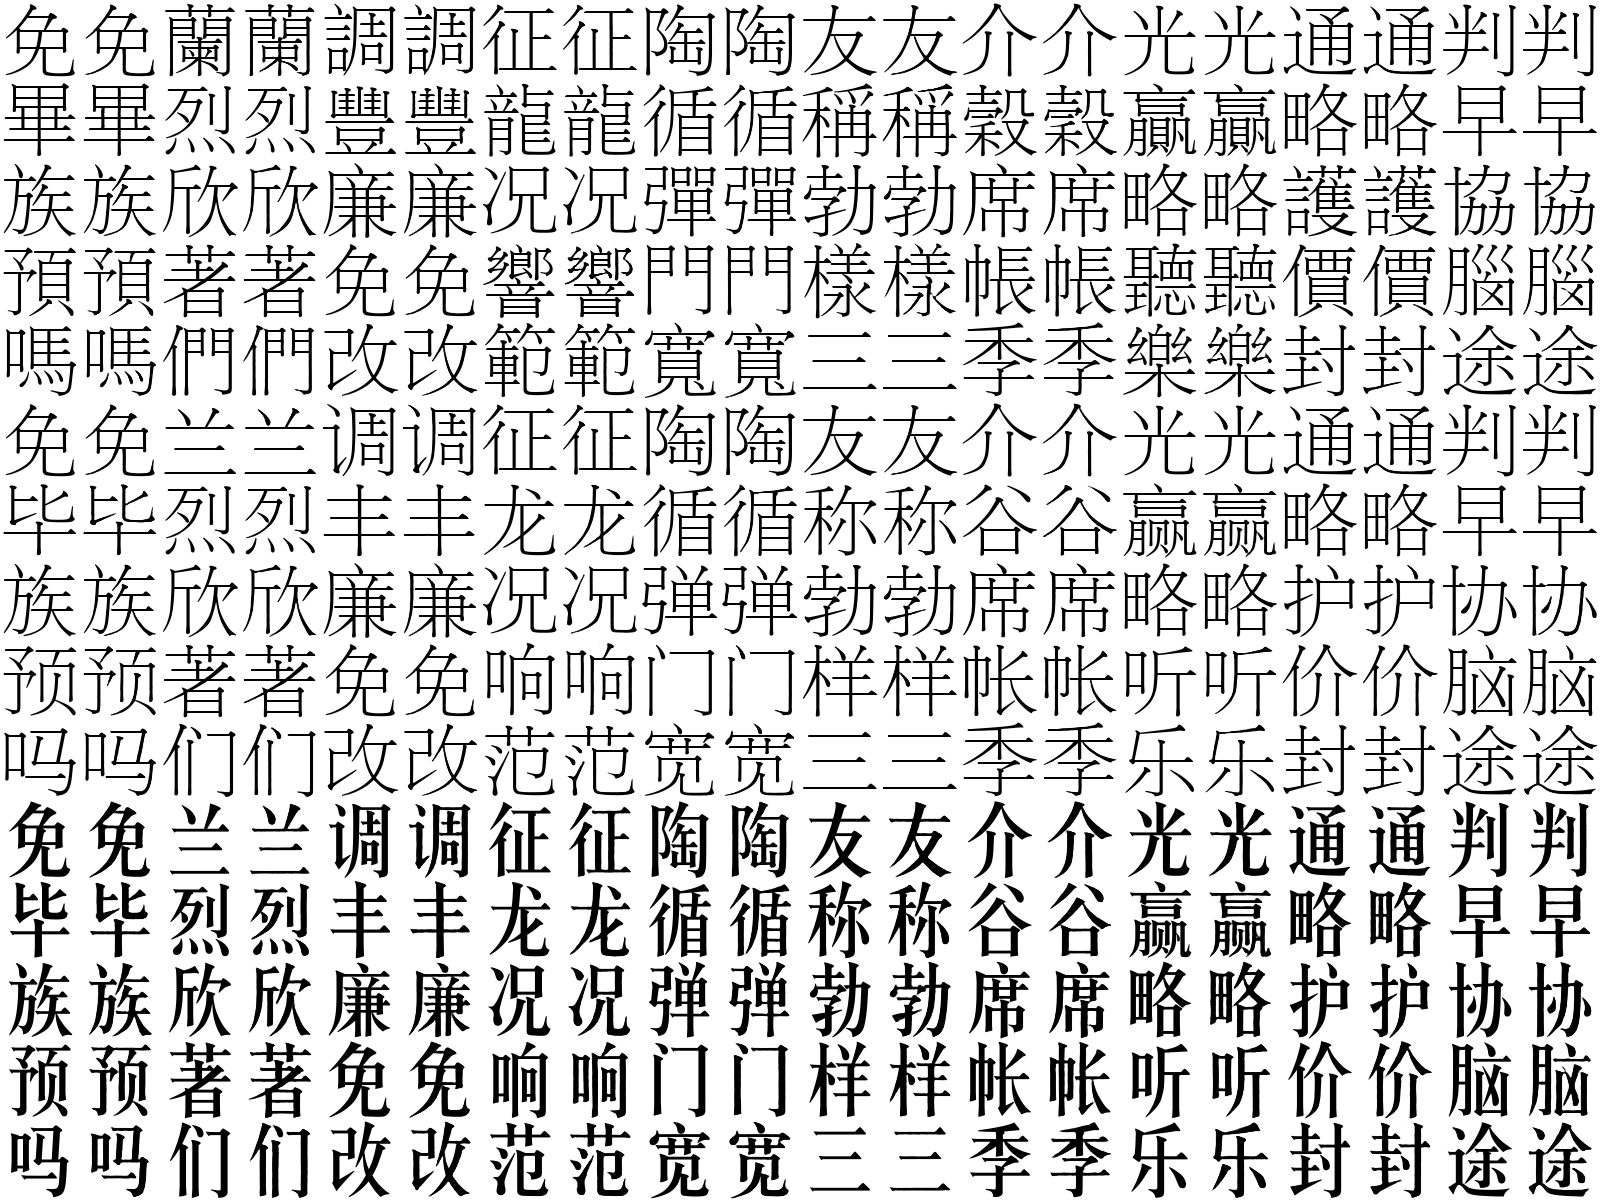 免免蘭蘭調調征征陶陶友友介介光光通通判判
畢畢烈烈豐豐龍龍循循稱稱穀穀贏贏略略早早
族族欣欣廉廉况况彈彈勃勃席席略略護護協協
預預著著免免響響門門樣樣帳帳聽聽價價腦腦
嗎嗎們們改改範範寬寬三三季季樂樂封封途途
免免兰兰调调征征陶陶友友介介光光通通判判
毕毕烈烈丰丰龙龙循循称称谷谷赢赢略略早早
族族欣欣廉廉况况弹弹勃勃席席略略护护协协
预预著著免免响响门门样样帐帐听听价价脑脑
吗吗们们改改范范宽宽三三季季乐乐封封途途
免免兰兰调调征征陶陶友友介介光光通通判判
毕毕烈烈丰丰龙龙循循称称谷谷赢赢略略早早
族族欣欣廉廉况况弹弹勃勃席席略略护护协协
预预著著免免响响门门样样帐帐听听价价脑脑
吗吗们们改改范范宽宽三三季季乐乐封封途途